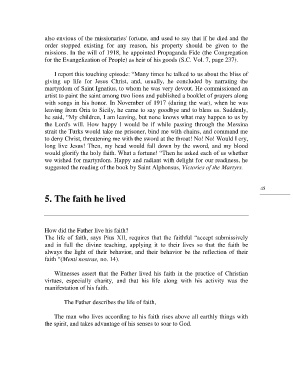 also envious of the missionaries' fortune, and used to say that if he died and the
order stopped existing for any reason, his property should be given to the
missions. In the will of 1918, he appointed Propaganda Fide (the Congregation
for the Evangelization of People) as heir of his goods (S.C. Vol. 7, page 237).
I report this touching episode: "Many times he talked to us about the bliss of
giving up life for Jesus Christ, and, usually, he concluded by narrating the
martyrdom of Saint Ignatius, to whom he was very devout. He commissioned an
artist to paint the saint among two lions and published a booklet of prayers along
with songs in his honor. In November of 1917 (during the war), when he was
leaving from Oria to Sicily, he came to say goodbye and to bless us. Suddenly,
he said, "My children, I am leaving, but none knows what may happen to us by
the Lord's will. How happy I would be if while passing through the Messina
strait the Turks would take me prisoner, bind me with chains, and command me
to deny Christ, threatening me with the sword at the throat! No! No! Would I cry,
long live Jesus! Then, my head would fall down by the sword, and my blood
would glorify the holy faith. What a fortune! "Then he asked each of us whether
we wished for martyrdom. Happy and radiant with delight for our readiness, he
suggested the reading of the book by Saint Alphonsus, Victories of the Martyrs.
5. The faith he lived
How did the Father live his faith?
The life of faith, says Pius XII, requires that the faithful "accept submissively
and in full the divine teaching, applying it to their lives so that the faith be
always the light of their behavior, and their behavior be the reflection of their
faith "(Menti nostrae, no. 14).
Witnesses assert that the Father lived his faith in the practice of Christian
virtues, especially charity, and that his life along with his activity was the
manifestation of his faith.
The Father describes the life of faith,
The man who lives according to his faith rises above all earthly things with
the spirit, and takes advantage of his senses to soar to God.